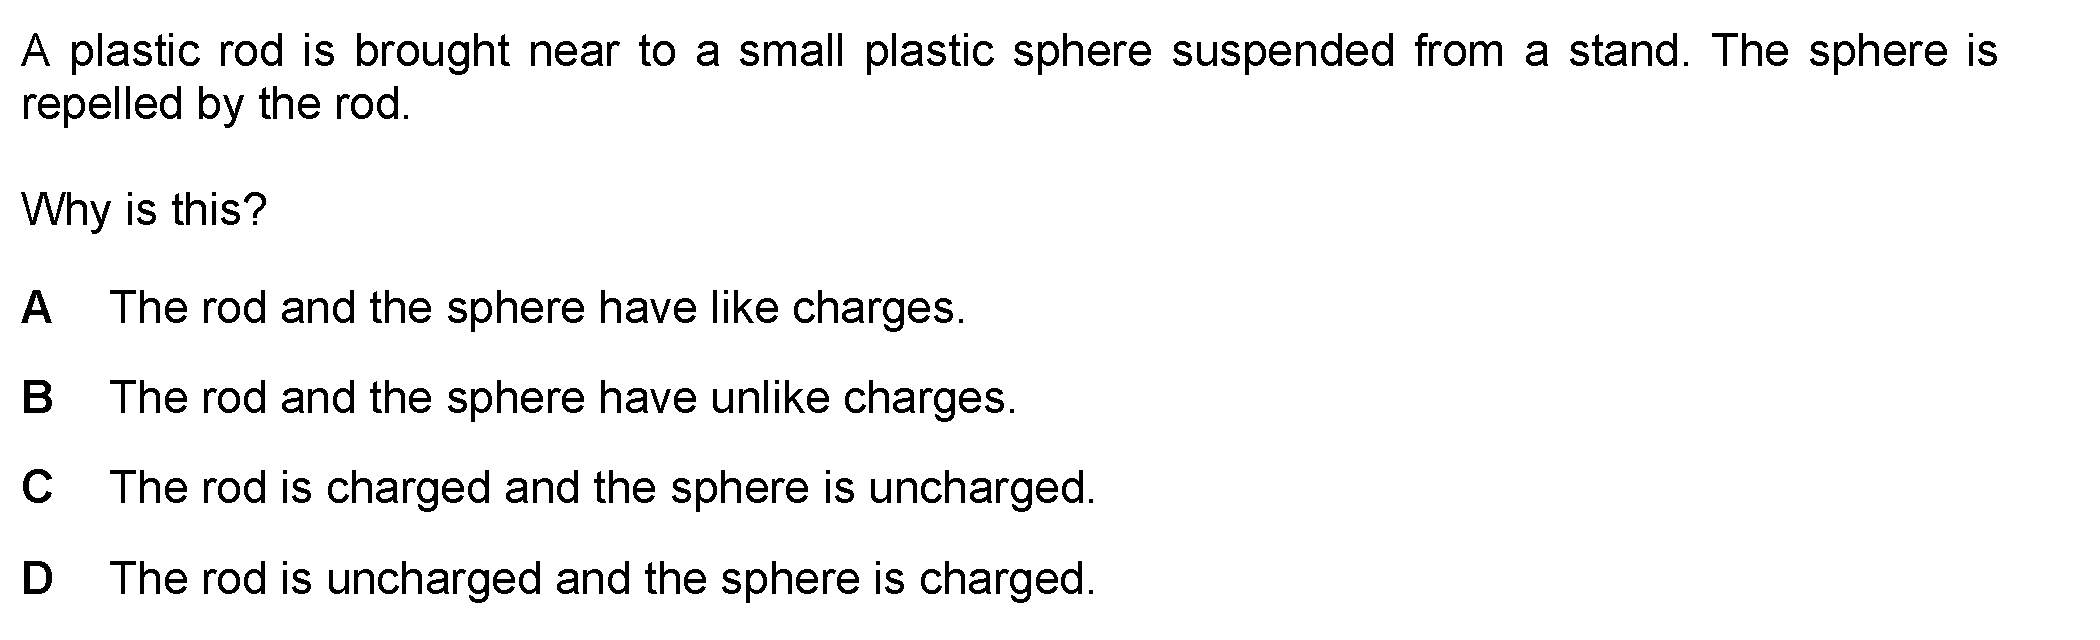 A plastic rod is brought near to a small plastic sphere suspended from a stand. The sphere is
repelled by the rod.
Why is this?
A The rod and the sphere have like charges.
B The rod and the sphere have unlike charges.
C The rod is charged and the sphere is uncharged.
D The rod is uncharged and the sphere is charged.